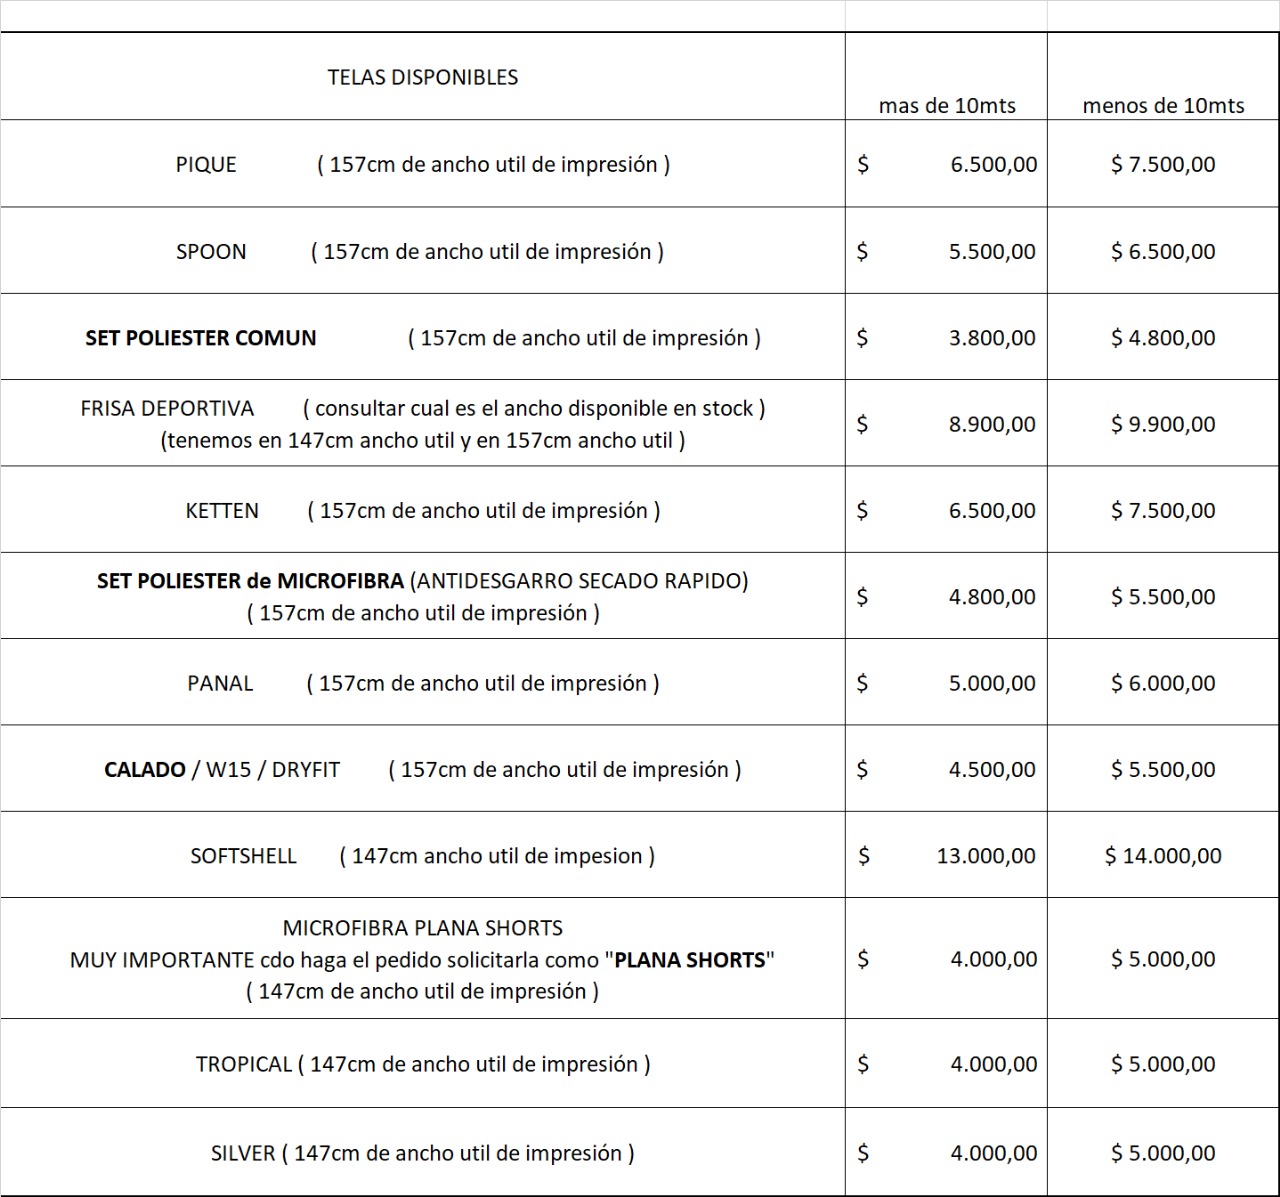 TELAS DISPONIBLES
mas de 10mts
menos de 10mts
PIQUE ( 157cm de ancho util de impresión ) $ 6.500,00 $ 7.500,00
SPOON ( 157cm de ancho util de impresión ) $ 5.500,00 $ 6.500,00
SET POLIESTER COMUN ( 157cm de ancho util de impresión ) $ 3.800,00 $ 4.800,00
FRISA DEPORTIVA ( consultar cual es el ancho disponible en stock )
(tenemos en 147cm ancho util y en 157cm ancho util )
$ 8.900,00 $ 9.900,00
KETTEN ( 157cm de ancho util de impresión ) $ 6.500,00 $ 7.500,00
SET POLIESTER de MICROFIBRA (ANTIDESGARRO SECADO RAPIDO)
( 157cm de ancho util de impresión )
$ 4.800,00 $ 5.500,00
PANAL ( 157cm de ancho util de impresión ) $ 5.000,00 $ 6.000,00
CALADO / W15 / DRYFIT ( 157cm de ancho util de impresión ) $ 4.500,00 $ 5.500,00
SOFTSHELL ( 147cm ancho util de impesion ) $ 13.000,00 $ 14.000,00
MICROFIBRA PLANA SHORTS
MUY IMPORTANTE cdo haga el pedido solicitarla como "PLANA SHORTS"
( 147cm de ancho util de impresión )
$ 4.000,00 $ 5.000,00
TROPICAL ( 147cm de ancho util de impresión ) $ 4.000,00 $ 5.000,00
SILVER ( 147cm de ancho util de impresión ) $ 4.000,00 $ 5.000,00